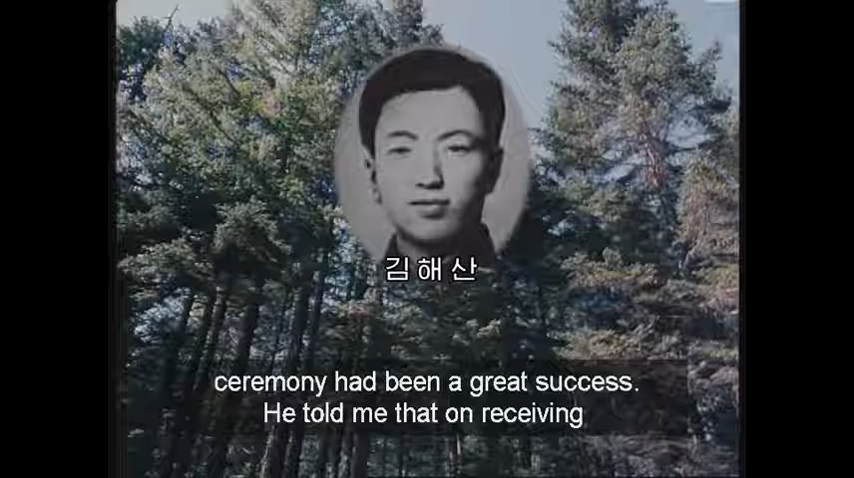 김해산
ceremony had been a great success.
He told me that on receiving